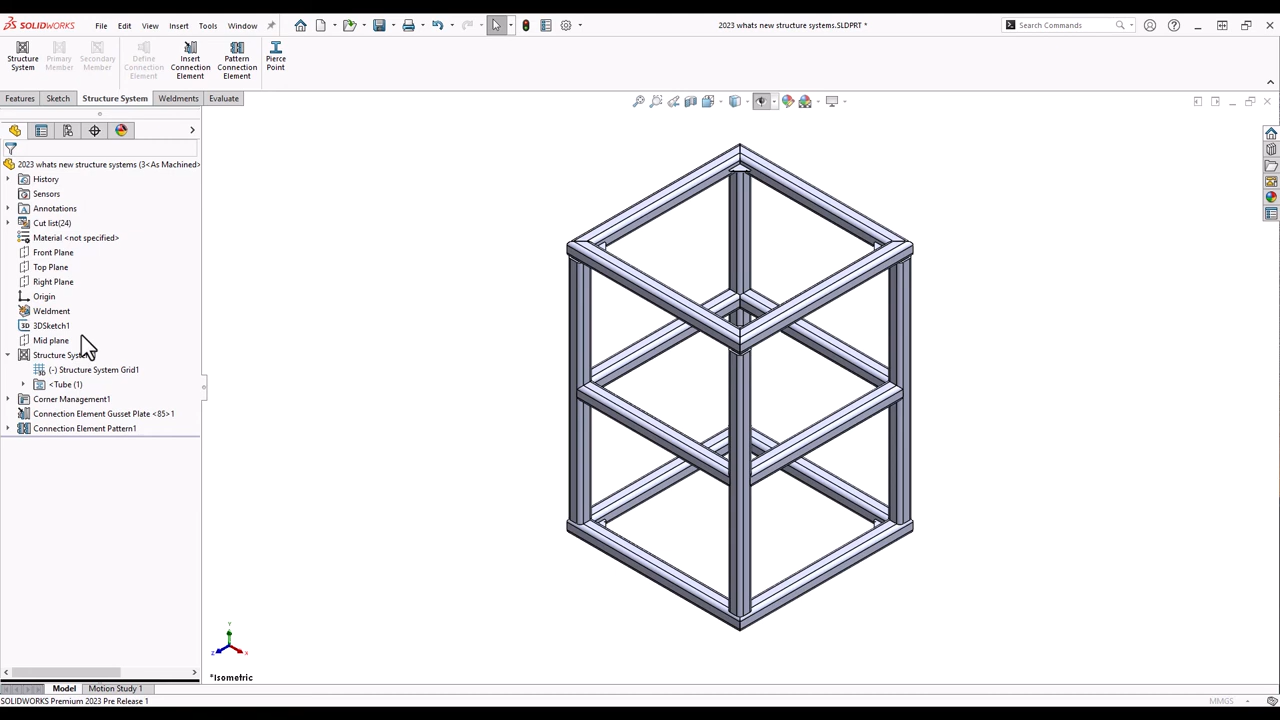 SOLIDWORKS File Edit View Insert Tools Window 2023 whats new structure systems.SLDPRT * Search Commands
Structure System Primary Member Secondary Member Define Connection Element Insert Connection Element Pattern Connection Element Pierce Point
Features Sketch Structure System Weldments Evaluate
2023 whats new structure systems (3<As Machined>
History
Sensors
Annotations
Cut list(24)
Material <not specified>
Front Plane
Top Plane
Right Plane
Origin
Weldment
3D 3DSketch1
Mid plane
Structure
(-) Structure System Grid1
<Tube (1)
Corner Management1
Connection Element Gusset Plate <85>1
Connection Element Pattern1
Y
Z X
*Isometric
Model Motion Study 1
SOLIDWORKS Premium 2023 Pre Release 1 MMGS